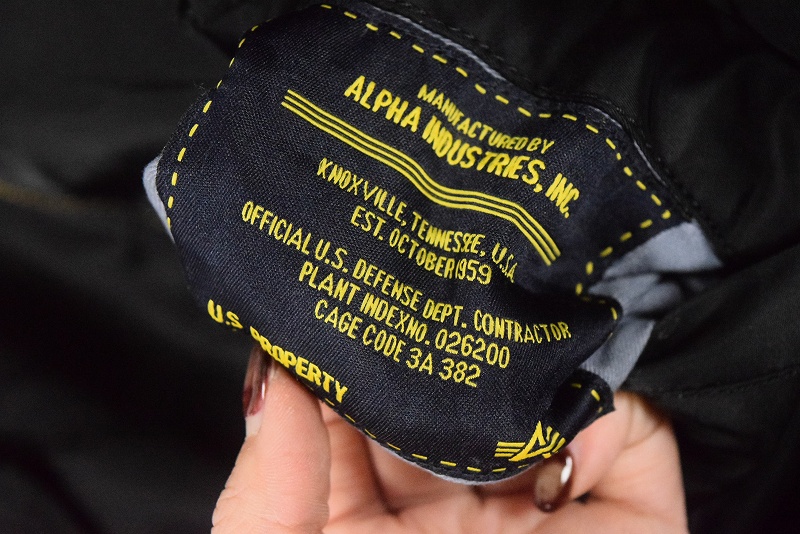 MANUFACTURED BY
ALPHA INDUSTRIES, INC.
KNOXVILLE, TENNESSEE, U.S.A.
EST. OCTOBER 1959
OFFICIAL U.S. DEFENSE DEPT. CONTRACTOR
PLANT INDEX NO. 026200
CAGE CODE 3A 382
U.S PROPERTY